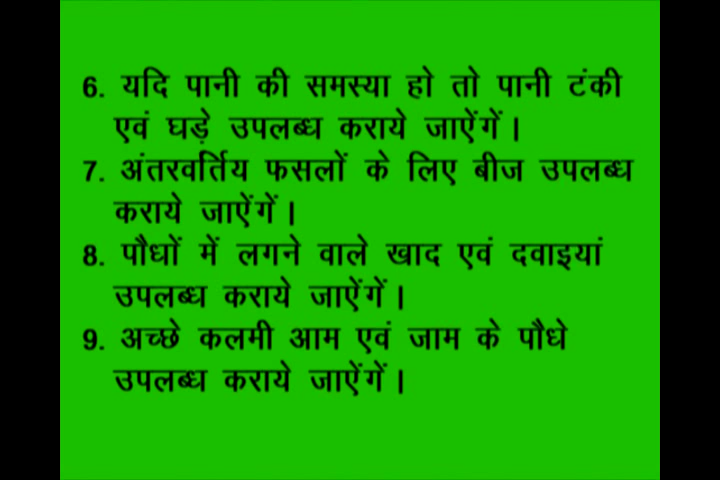 6. यदि पानी की समस्या हो तो पानी टंकी
एवं घड़े उपलब्ध कराये जाऐंगें।
7. अंतरवर्तिय फसलों के लिए बीज उपलब्ध
कराये जाऐंगें।
8. पौधों में लगने वाले खाद एवं दवाइयां
उपलब्ध कराये जाऐंगें।
9. अच्छे कलमी आम एवं जाम के पौधे
उपलब्ध कराये जाऐंगें।